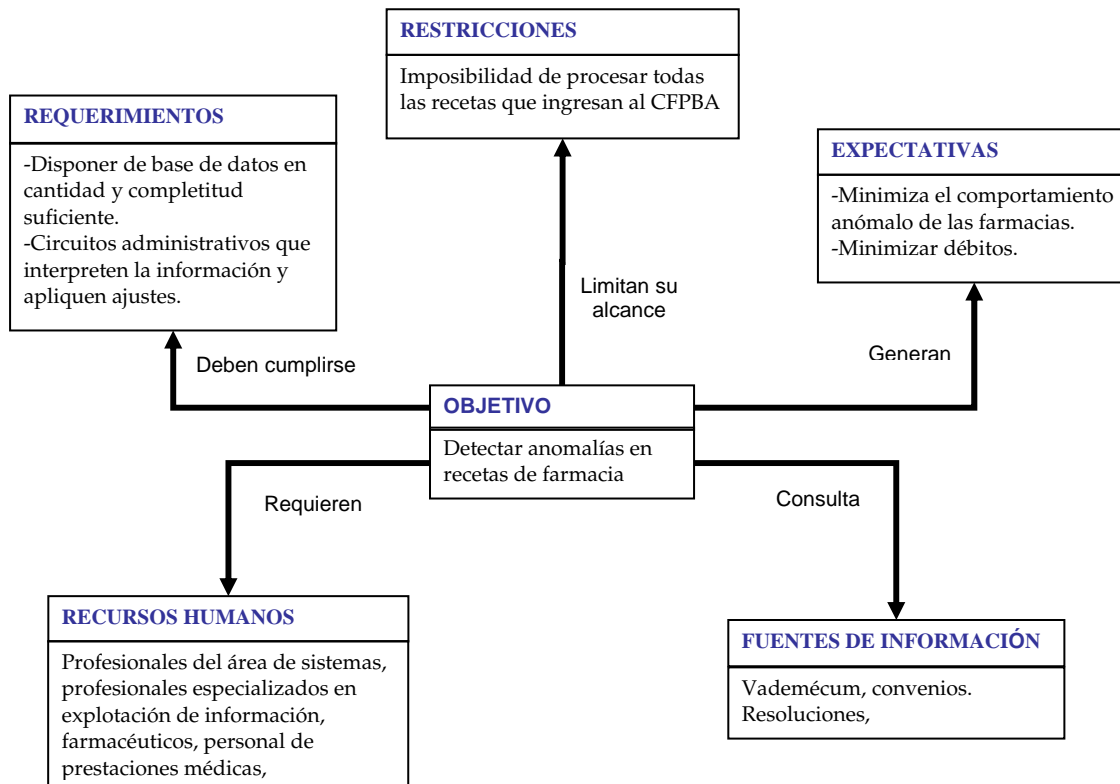 RESTRICCIONES
Imposibilidad de procesar todas
las recetas que ingresan al CFPBA
REQUERIMIENTOS
-Disponer de base de datos en
cantidad y completitud
suficiente.
-Circuitos administrativos que
interpreten la información y
apliquen ajustes.
EXPECTATIVAS
-Minimiza el comportamiento
anómalo de las farmacias.
-Minimizar débitos.
Limitan su
alcance
Deben cumplirse
Generan
OBJETIVO
Detectar anomalías en
recetas de farmacia
Requieren
Consulta
RECURSOS HUMANOS
Profesionales del área de sistemas,
profesionales especializados en
explotación de información,
farmacéuticos, personal de
prestaciones médicas,
FUENTES DE INFORMACIÓN
Vademécum, convenios.
Resoluciones,